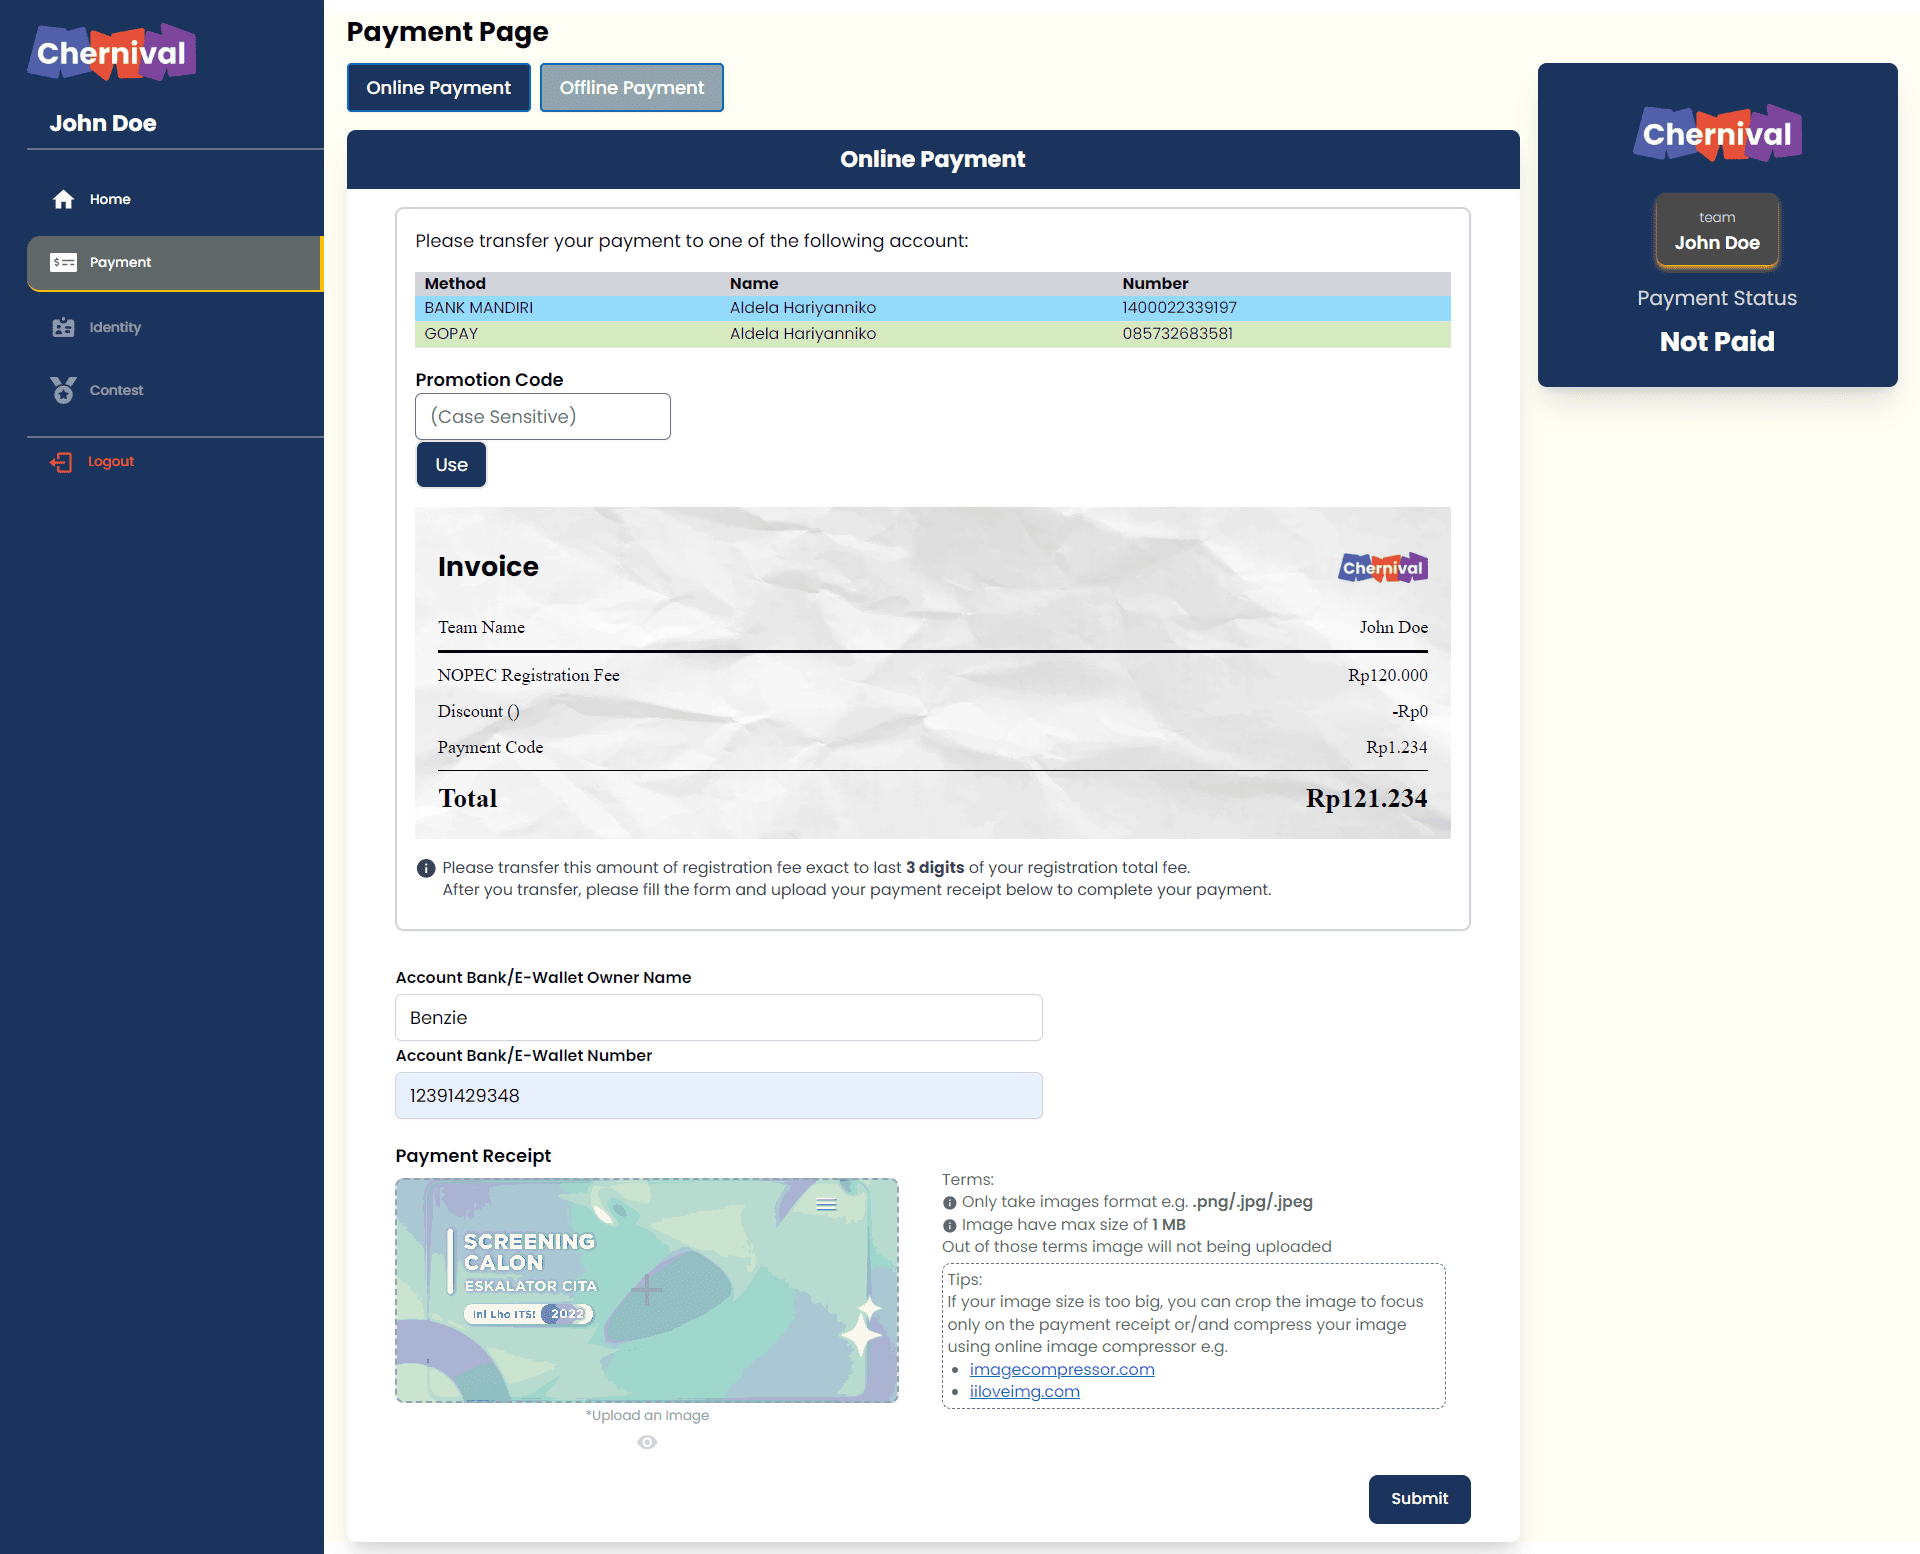 Chernival
John Doe
Home
Payment
Identity
Contest
Logout
Payment Page
Online Payment
Offline Payment
Online Payment
Please transfer your payment to one of the following account:
Method Name Number
BANK MANDIRI Aldela Hariyanniko 1400022339197
GOPAY Aldela Hariyanniko 085732683581
Promotion Code
(Case Sensitive)
Use
Invoice
Chernival
Team Name John Doe
NOPEC Registration Fee Rp120.000
Discount () -Rp0
Payment Code Rp1.234
Total Rp121.234
Please transfer this amount of registration fee exact to last 3 digits of your registration total fee.
After you transfer, please fill the form and upload your payment receipt below to complete your payment.
Account Bank/E-Wallet Owner Name
Benzie
Account Bank/E-Wallet Number
12391429348
Payment Receipt
SCREENING
CALON
ESKALATOR CITA
Ini Lho ITS! 2022
*Upload an Image
Terms:
Only take images format e.g. .png/.jpg/.jpeg
Image have max size of 1 MB
Out of those terms image will not being uploaded
Tips:
If your image size is too big, you can crop the image to focus
only on the payment receipt or/and compress your image
using online image compressor e.g.
imagecompressor.com
iiloveimg.com
Submit
Chernival
team
John Doe
Payment Status
Not Paid